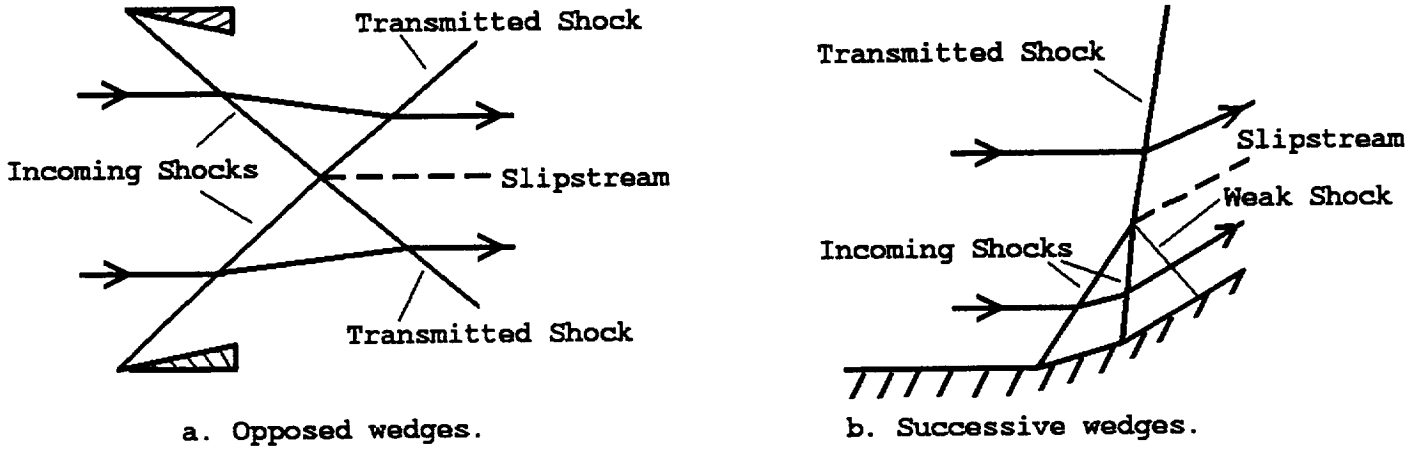 Transmitted Shock
Incoming Shocks
Slipstream
Transmitted Shock
a. Opposed wedges.
Transmitted Shock
Slipstream
Weak Shock
Incoming Shocks
b. Successive wedges.